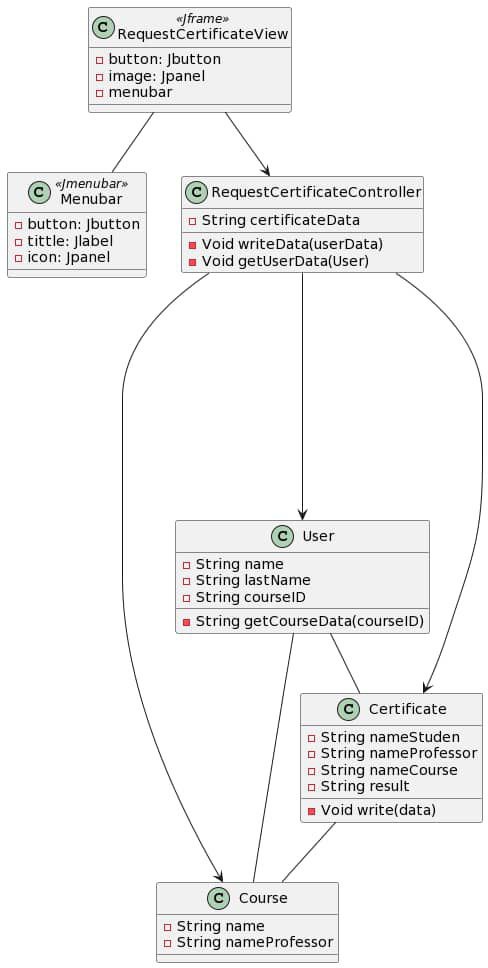 C
«Jframe»
RequestCertificateView
button: Jbutton
image: Jpanel
menubar
C
«Jmenubar»
Menubar
button: Jbutton
tittle: Jlabel
icon: Jpanel
C RequestCertificateController
String certificateData
Void writeData(userData)
Void getUserData(User)
C User
String name
String lastName
String courseID
String getCourseData(courseID)
C Certificate
String nameStuden
String nameProfessor
String nameCourse
String result
Void write(data)
C Course
String name
String nameProfessor